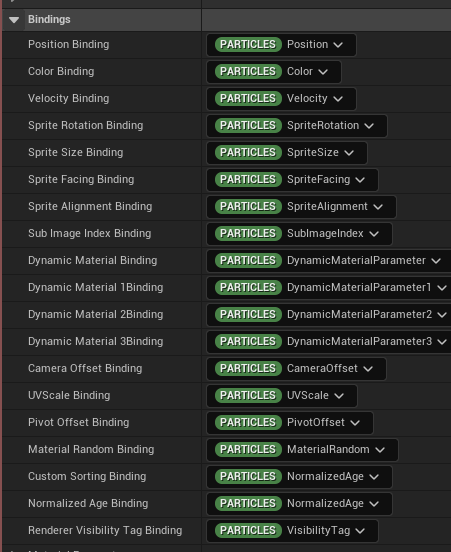 Bindings
Position Binding PARTICLES Position
Color Binding PARTICLES Color
Velocity Binding PARTICLES Velocity
Sprite Rotation Binding PARTICLES SpriteRotation
Sprite Size Binding PARTICLES SpriteSize
Sprite Facing Binding PARTICLES SpriteFacing
Sprite Alignment Binding PARTICLES SpriteAlignment
Sub Image Index Binding PARTICLES SubImageIndex
Dynamic Material Binding PARTICLES DynamicMaterialParameter
Dynamic Material 1Binding PARTICLES DynamicMaterialParameter1
Dynamic Material 2Binding PARTICLES DynamicMaterialParameter2
Dynamic Material 3Binding PARTICLES DynamicMaterialParameter3
Camera Offset Binding PARTICLES CameraOffset
UVScale Binding PARTICLES UVScale
Pivot Offset Binding PARTICLES PivotOffset
Material Random Binding PARTICLES MaterialRandom
Custom Sorting Binding PARTICLES NormalizedAge
Normalized Age Binding PARTICLES NormalizedAge
Renderer Visibility Tag Binding PARTICLES VisibilityTag